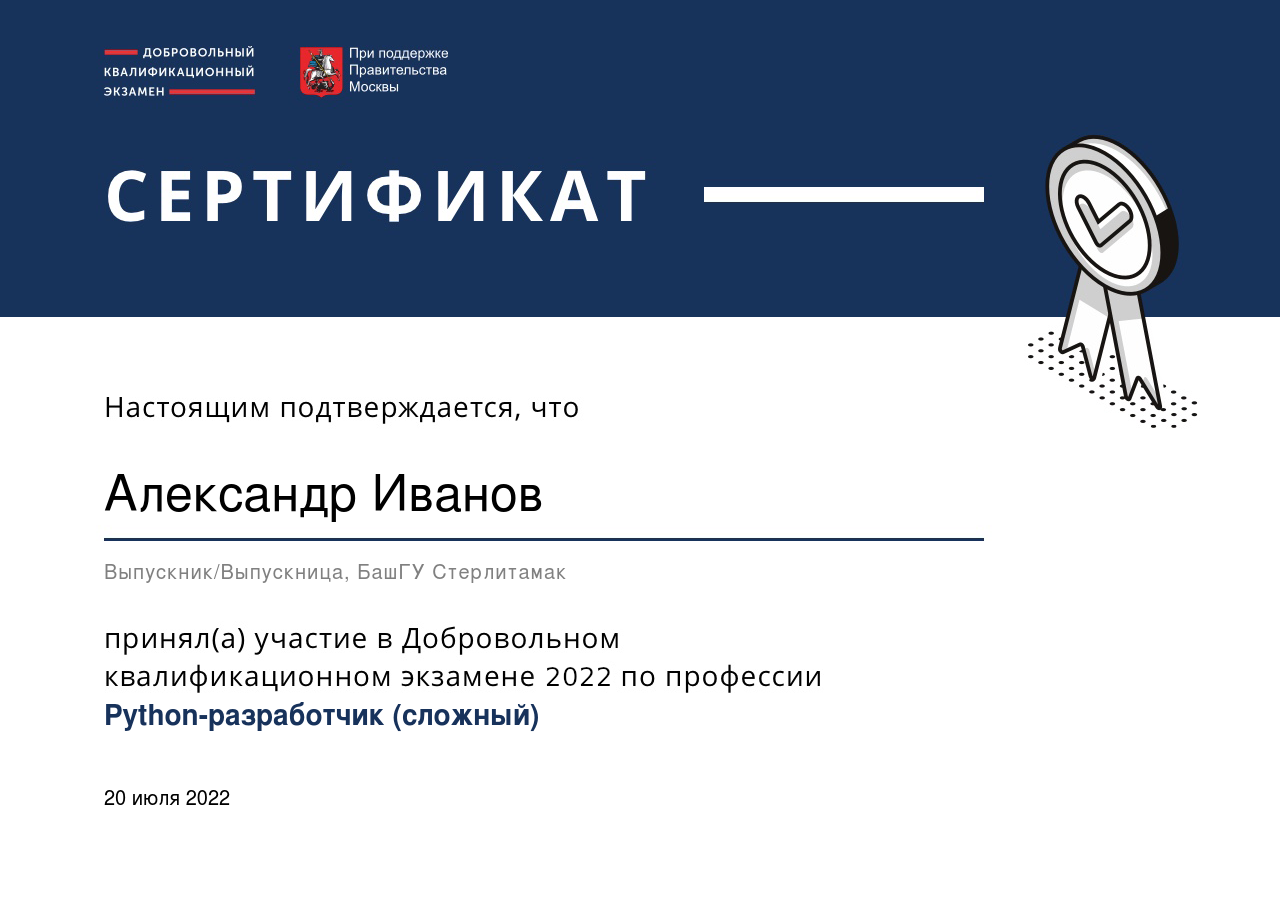 ДОБРОВОЛЬНЫЙ
КВАЛИФИКАЦИОННЫЙ
ЭКЗАМЕН
При поддержке
Правительства
Москвы
СЕРТИФИКАТ
Настоящим подтверждается, что
Александр Иванов
Выпускник/Выпускница, БашГУ Стерлитамак
принял(а) участие в Добровольном
квалификационном экзамене 2022 по профессии
Python-разработчик (сложный)
20 июля 2022